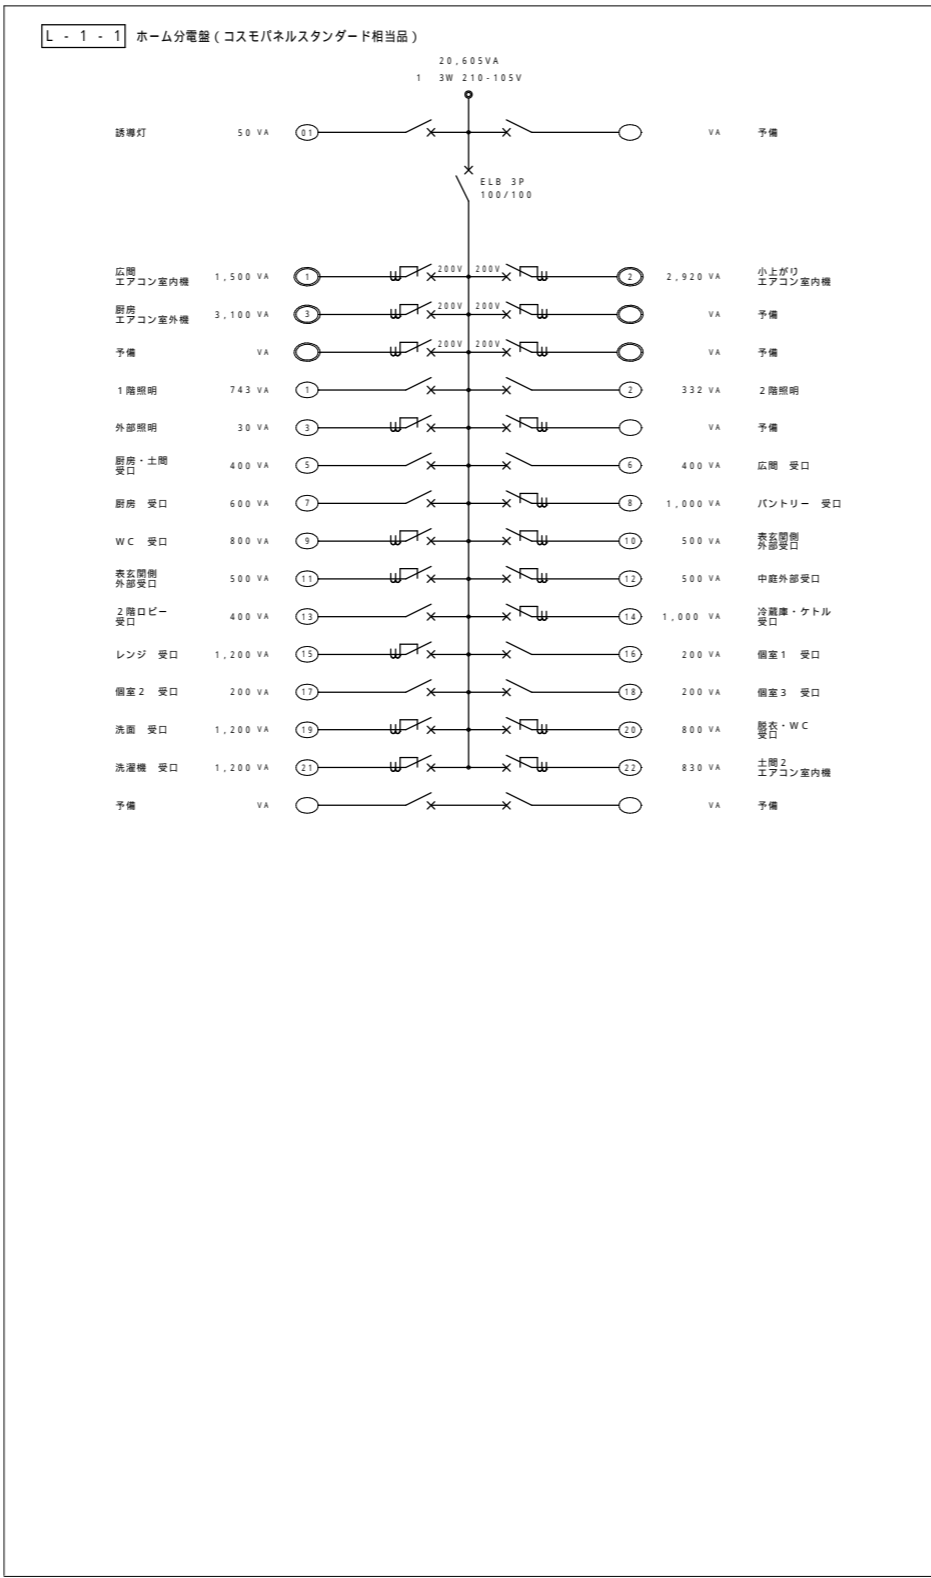 L - 1 - 1 ホーム分電盤(コスモパネルスタンダード相当品)
20,605VA
1 3W 210-105V
誘導灯 50 VA 01 VA 予備
ELB 3P
100/100
広間
エアコン室内機 1,500 VA 1 200V 200V 2 2,920 VA 小上がり
エアコン室内機
厨房
エアコン室外機 3,100 VA 3 200V 200V VA 予備
予備 VA 200V 200V VA 予備
1階照明 743 VA 1 2 332 VA 2階照明
外部照明 30 VA 3 VA 予備
厨房・土間
受口 400 VA 5 6 400 VA 広間 受口
厨房 受口 600 VA 7 8 1,000 VA パントリー 受口
WC 受口 800 VA 9 10 500 VA 表玄関側
外部受口
表玄関側
外部受口 500 VA 11 12 500 VA 中庭外部受口
2階ロビー
受口 400 VA 13 14 1,000 VA 冷蔵庫・ケトル
受口
レンジ 受口 1,200 VA 15 16 200 VA 個室1 受口
個室2 受口 200 VA 17 18 200 VA 個室3 受口
洗面 受口 1,200 VA 19 20 800 VA 脱衣・WC
受口
洗濯機 受口 1,200 VA 21 22 830 VA 土間2
エアコン室内機
予備 VA VA 予備